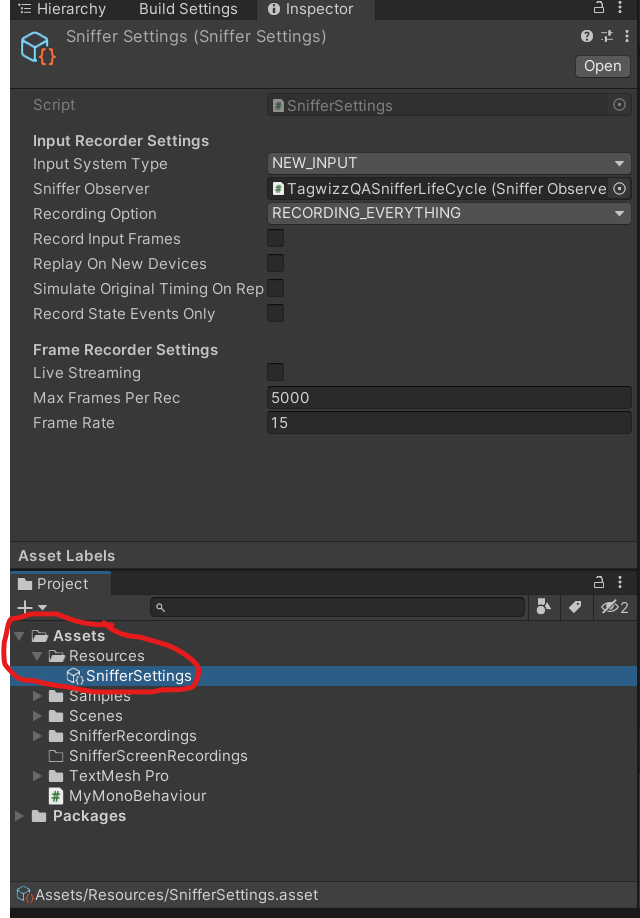 Hierarchy Build Settings Inspector
Sniffer Settings (Sniffer Settings)
Open
Script SnifferSettings
Input Recorder Settings
Input System Type NEW_INPUT
Sniffer Observer TagwizzQASnifferLifeCycle (Sniffer Observe
Recording Option RECORDING_EVERYTHING
Record Input Frames
Replay On New Devices
Simulate Original Timing On Rep
Record State Events Only
Frame Recorder Settings
Live Streaming
Max Frames Per Rec 5000
Frame Rate 15
Asset Labels
Project
2
Assets
Resources
SnifferSettings
Samples
Scenes
SnifferRecordings
SnifferScreenRecordings
TextMesh Pro
MyMonoBehaviour
Packages
Assets/Resources/SnifferSettings.asset